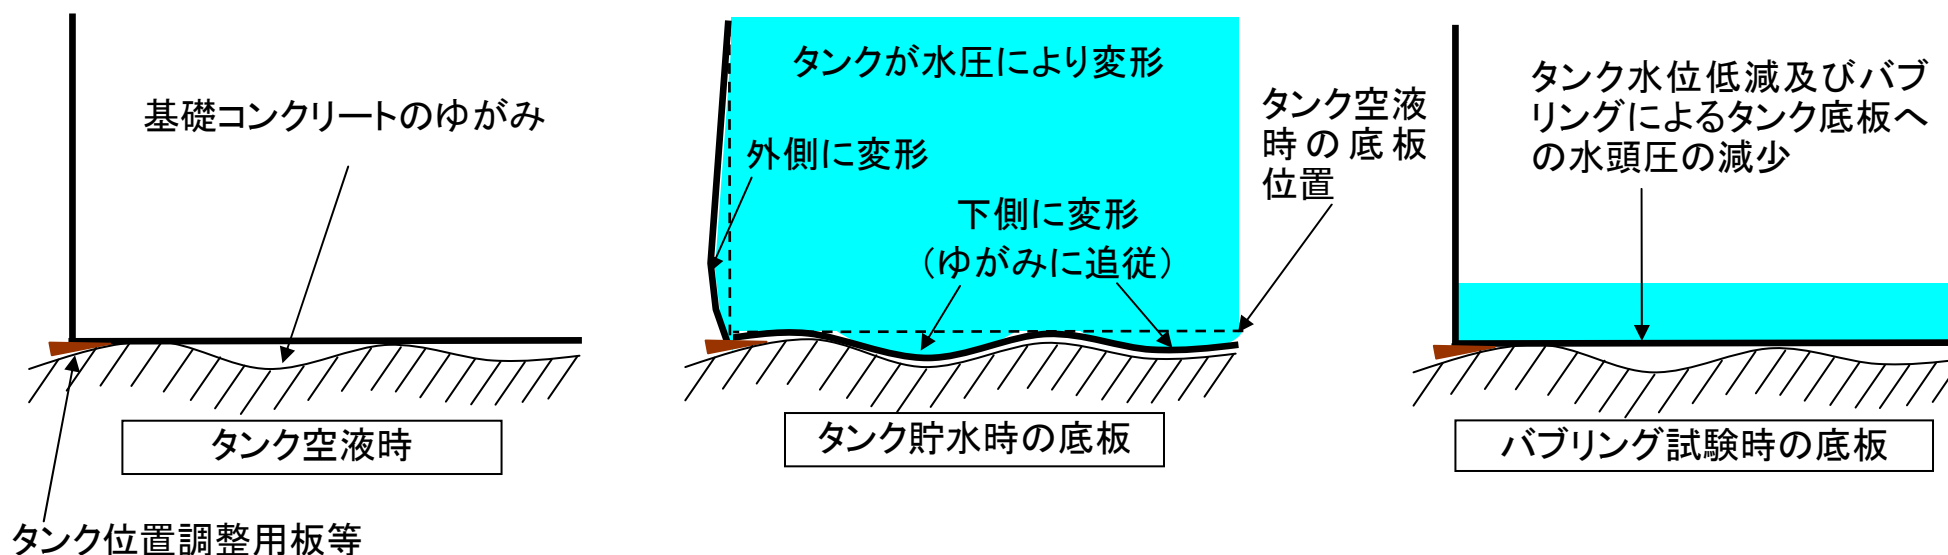 基礎コンクリートのゆがみ
タンク空液時
タンク位置調整用板等
タンクが水圧により変形
外側に変形
下側に変形
(ゆがみに追従)
タンク空液
時の底板
位置
タンク貯水時の底板
タンク水位低減及びバブ
リングによるタンク底板へ
の水頭圧の減少
バブリング試験時の底板